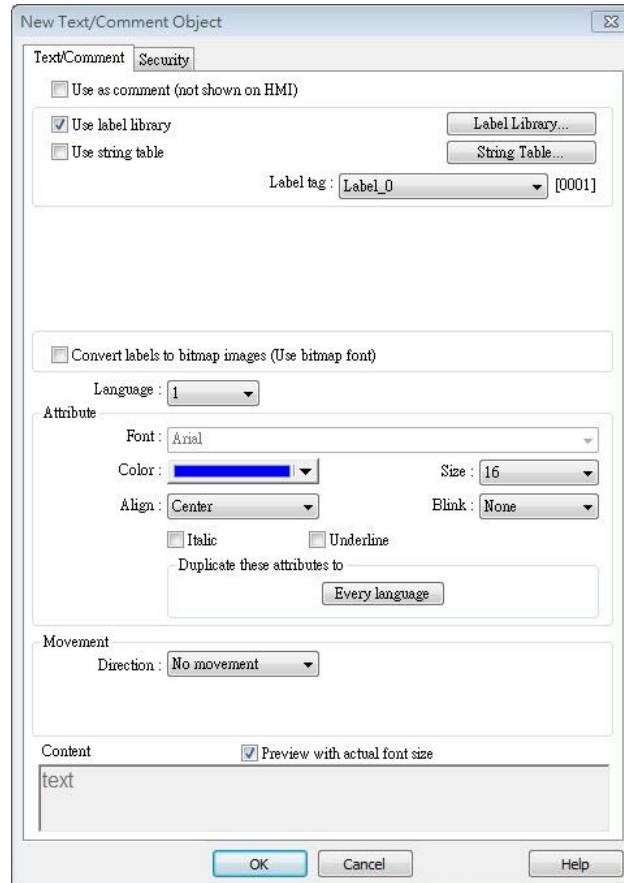 New Text/Comment Object
Text/Comment Security
Use as comment (not shown on HMI)
Use label library Label Library...
Use string table String Table...
Label tag : Label_0 [0001]
Convert labels to bitmap images (Use bitmap font)
Language : 1
Attribute
Font : Arial
Color : Size : 16
Align : Center Blink : None
Italic Underline
Duplicate these attributes to
Every language
Movement
Direction : No movement
Content Preview with actual font size
text
OK Cancel Help